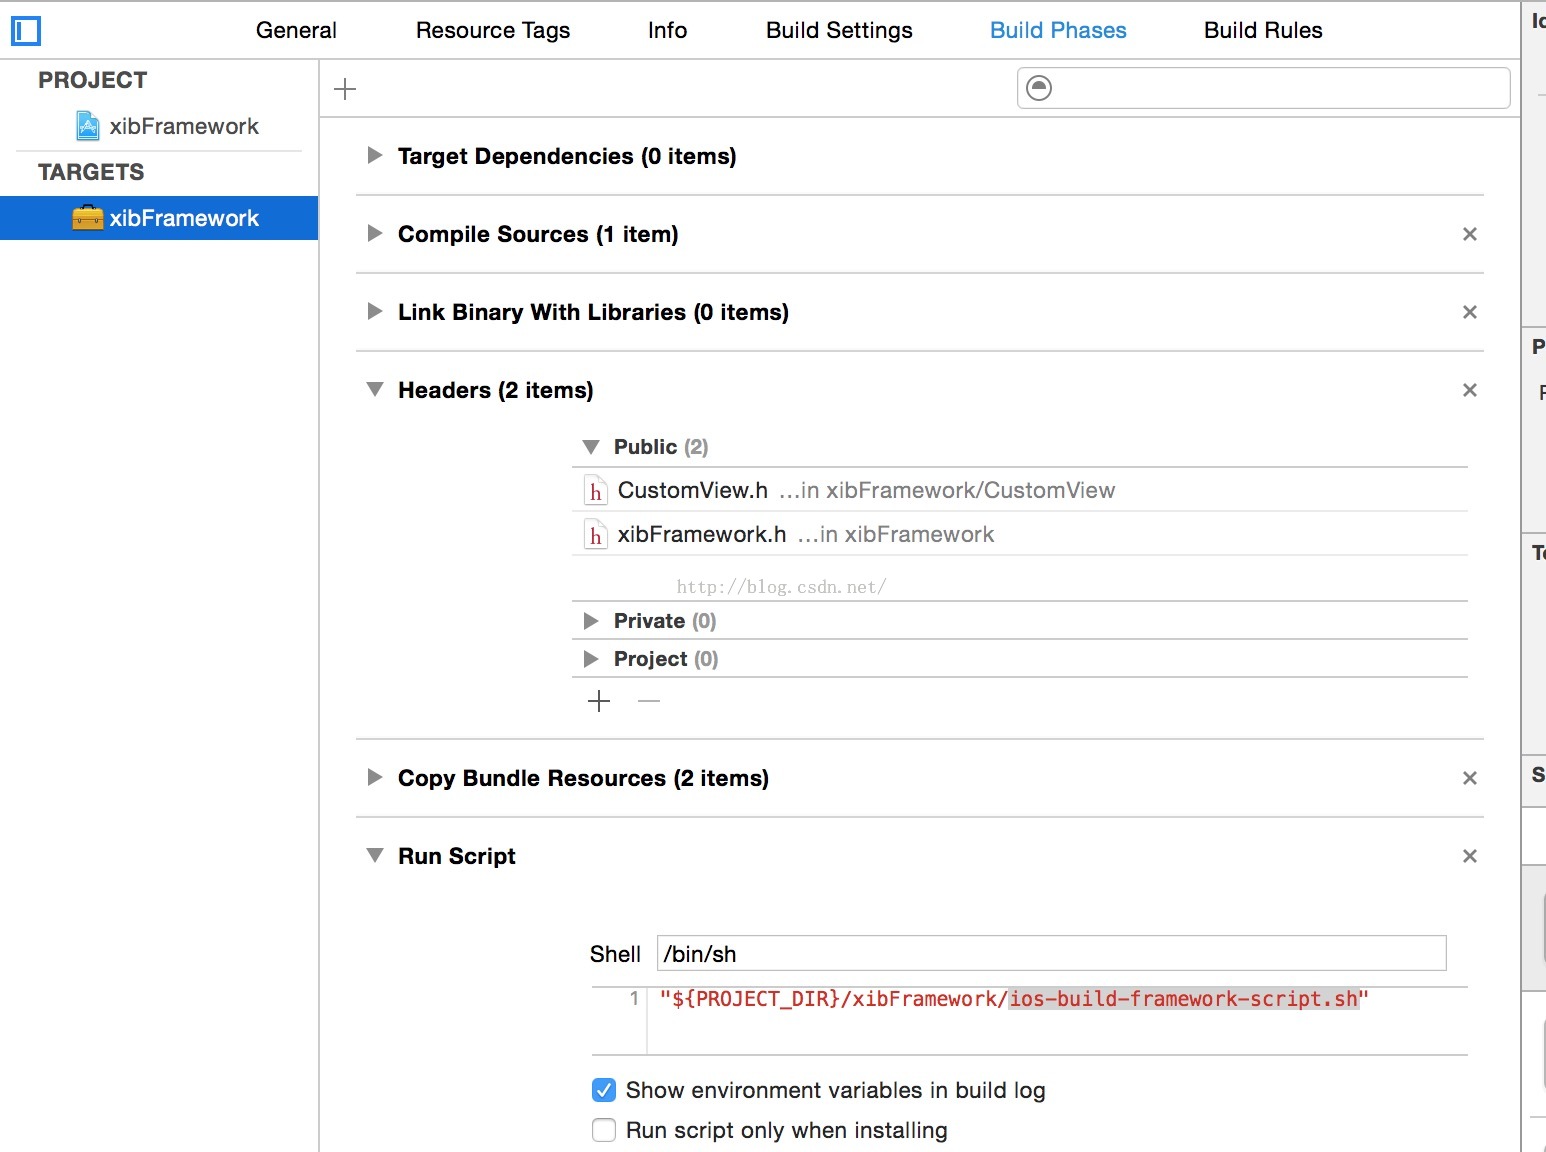 General Resource Tags Info Build Settings Build Phases Build Rules
PROJECT
xibFramework
TARGETS
xibFramework
Target Dependencies (0 items)
Compile Sources (1 item)
Link Binary With Libraries (0 items)
Headers (2 items)
Public (2)
CustomView.h ...in xibFramework/CustomView
xibFramework.h ...in xibFramework
http://blog.csdn.net/
Private (0)
Project (0)
Copy Bundle Resources (2 items)
Run Script
Shell /bin/sh
1 "${PROJECT_DIR}/xibFramework/ios-build-framework-script.sh"
Show environment variables in build log
Run script only when installing